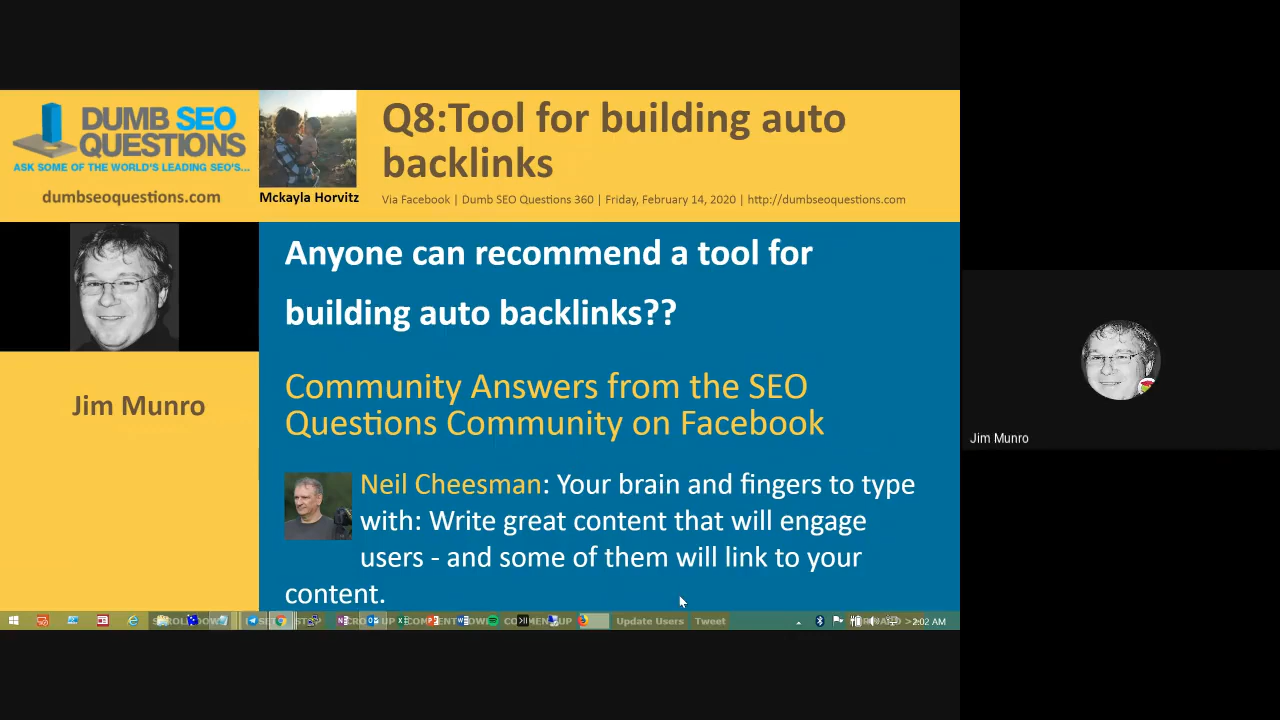 DUMB SEO
QUESTIONS
ASK SOME OF THE WORLD'S LEADING SEO'S...
dumbseoquestions.com
Mckayla Horvitz
Q8:Tool for building auto
backlinks
Via Facebook | Dumb SEO Questions 360 | Friday, February 14, 2020 | http://dumbseoquestions.com
Jim Munro
Anyone can recommend a tool for
building auto backlinks??
Community Answers from the SEO
Questions Community on Facebook
Neil Cheesman: Your brain and fingers to type
with: Write great content that will engage
users - and some of them will link to your
content.
Jim Munro
Update Users Tweet 2:02 AM